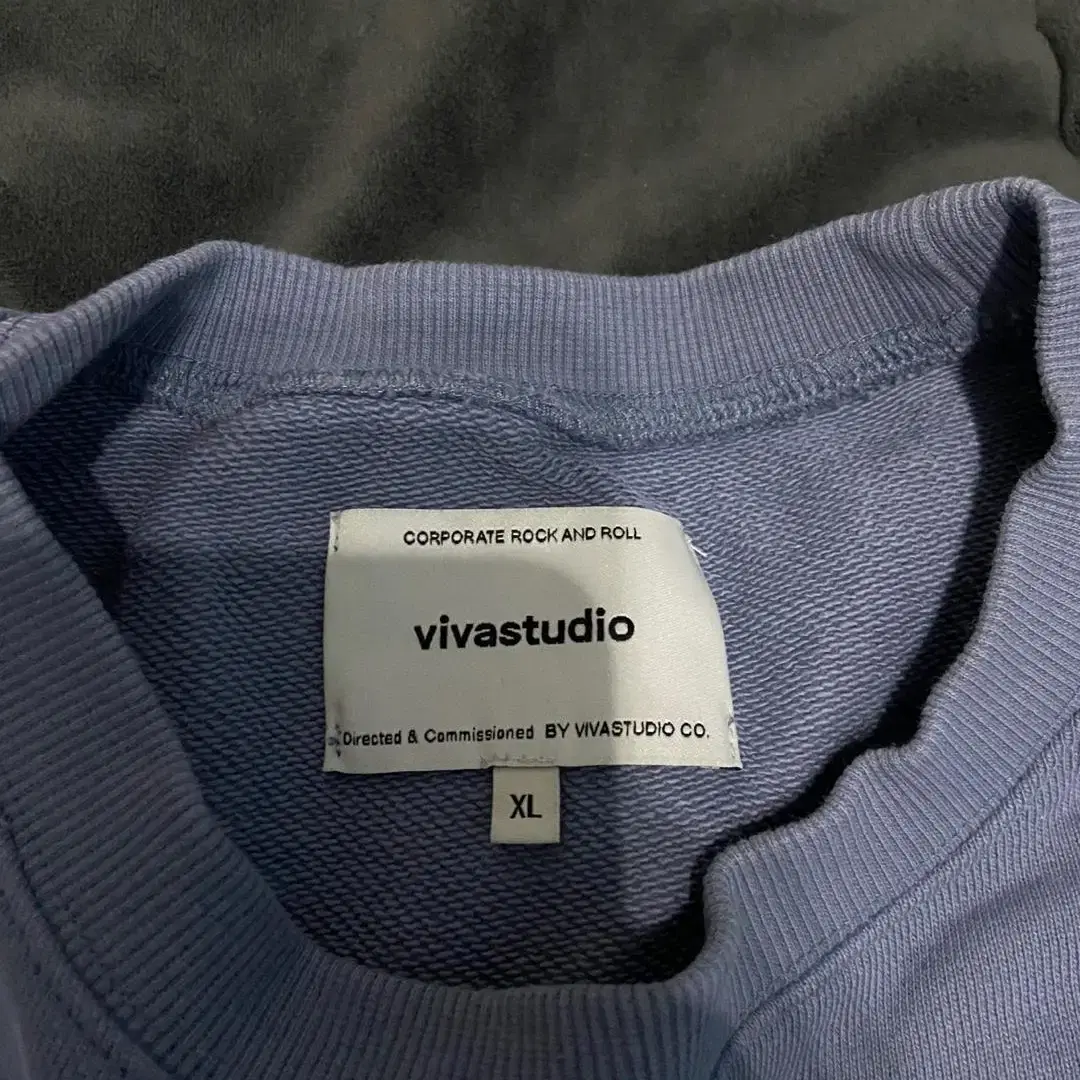 CORPORATE ROCK AND ROLL
vivastudio
Directed & Commissioned BY VIVASTUDIO CO.
XL